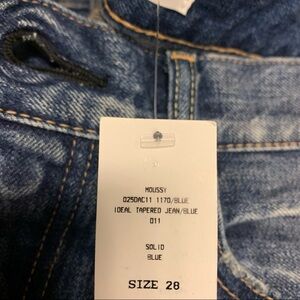 MOUSSY
025DAC11 1170/BLUE
IDEAL TAPERED JEAN/BLUE
011
SOLID
BLUE
SIZE 28